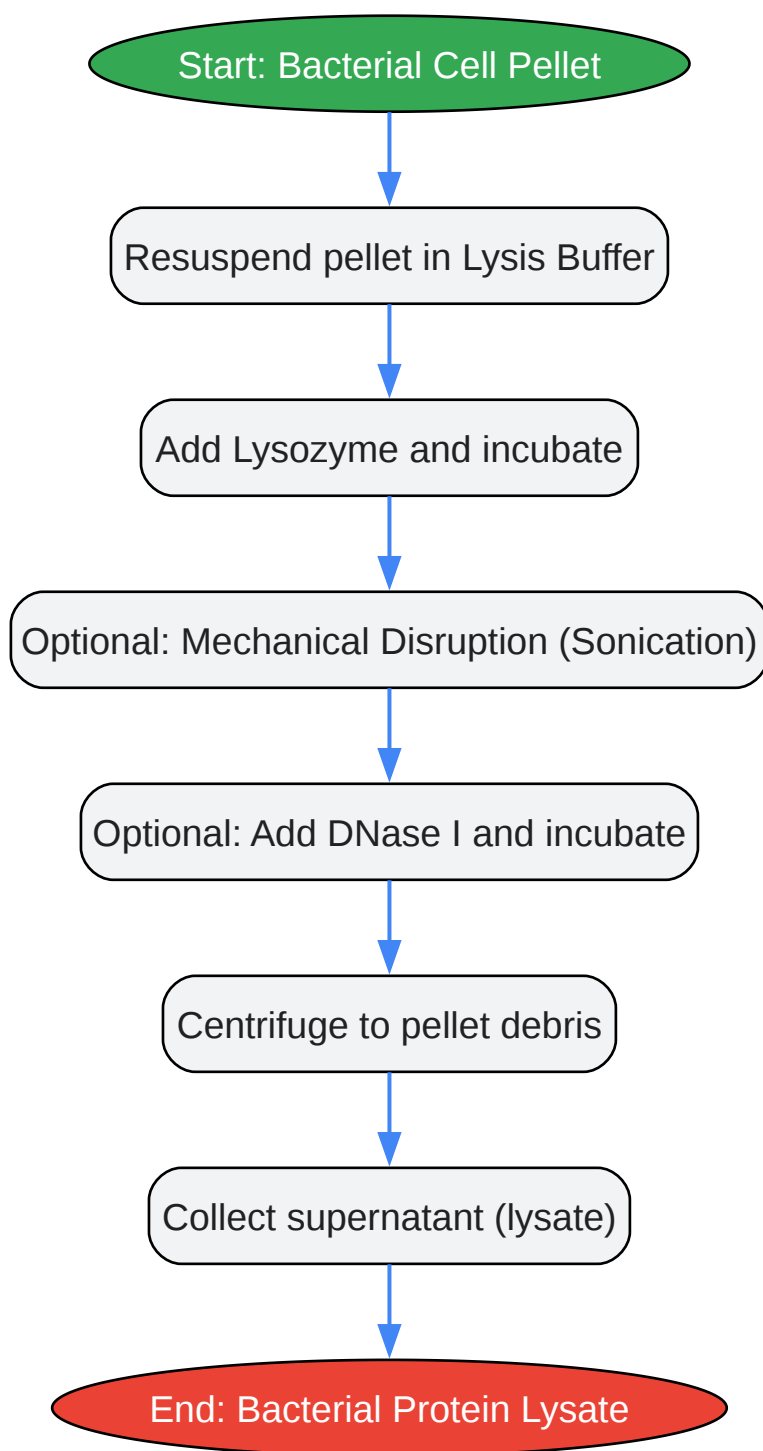 Start: Bacterial Cell Pellet
Resuspend pellet in Lysis Buffer
Add Lysozyme and incubate
Optional: Mechanical Disruption (Sonication)
Optional: Add DNase I and incubate
Centrifuge to pellet debris
Collect supernatant (lysate)
End: Bacterial Protein Lysate